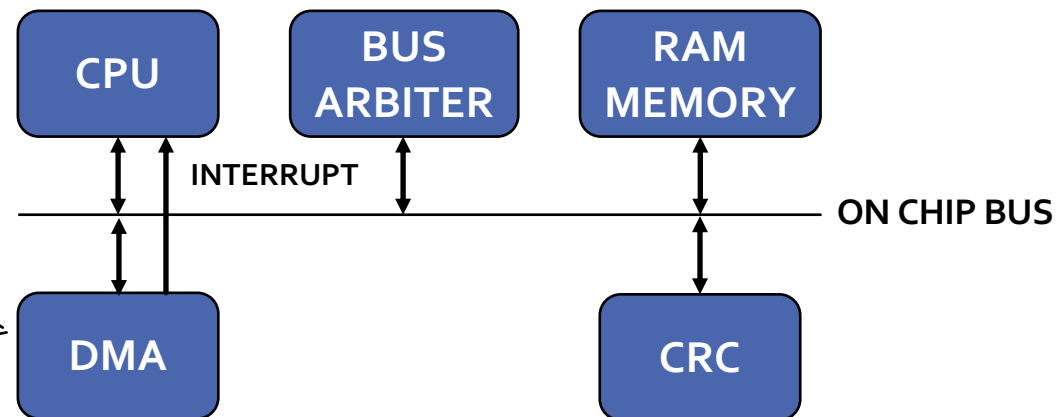 CPU
BUS
ARBITER
RAM
MEMORY
INTERRUPT
ON CHIP BUS
DMA
CRC